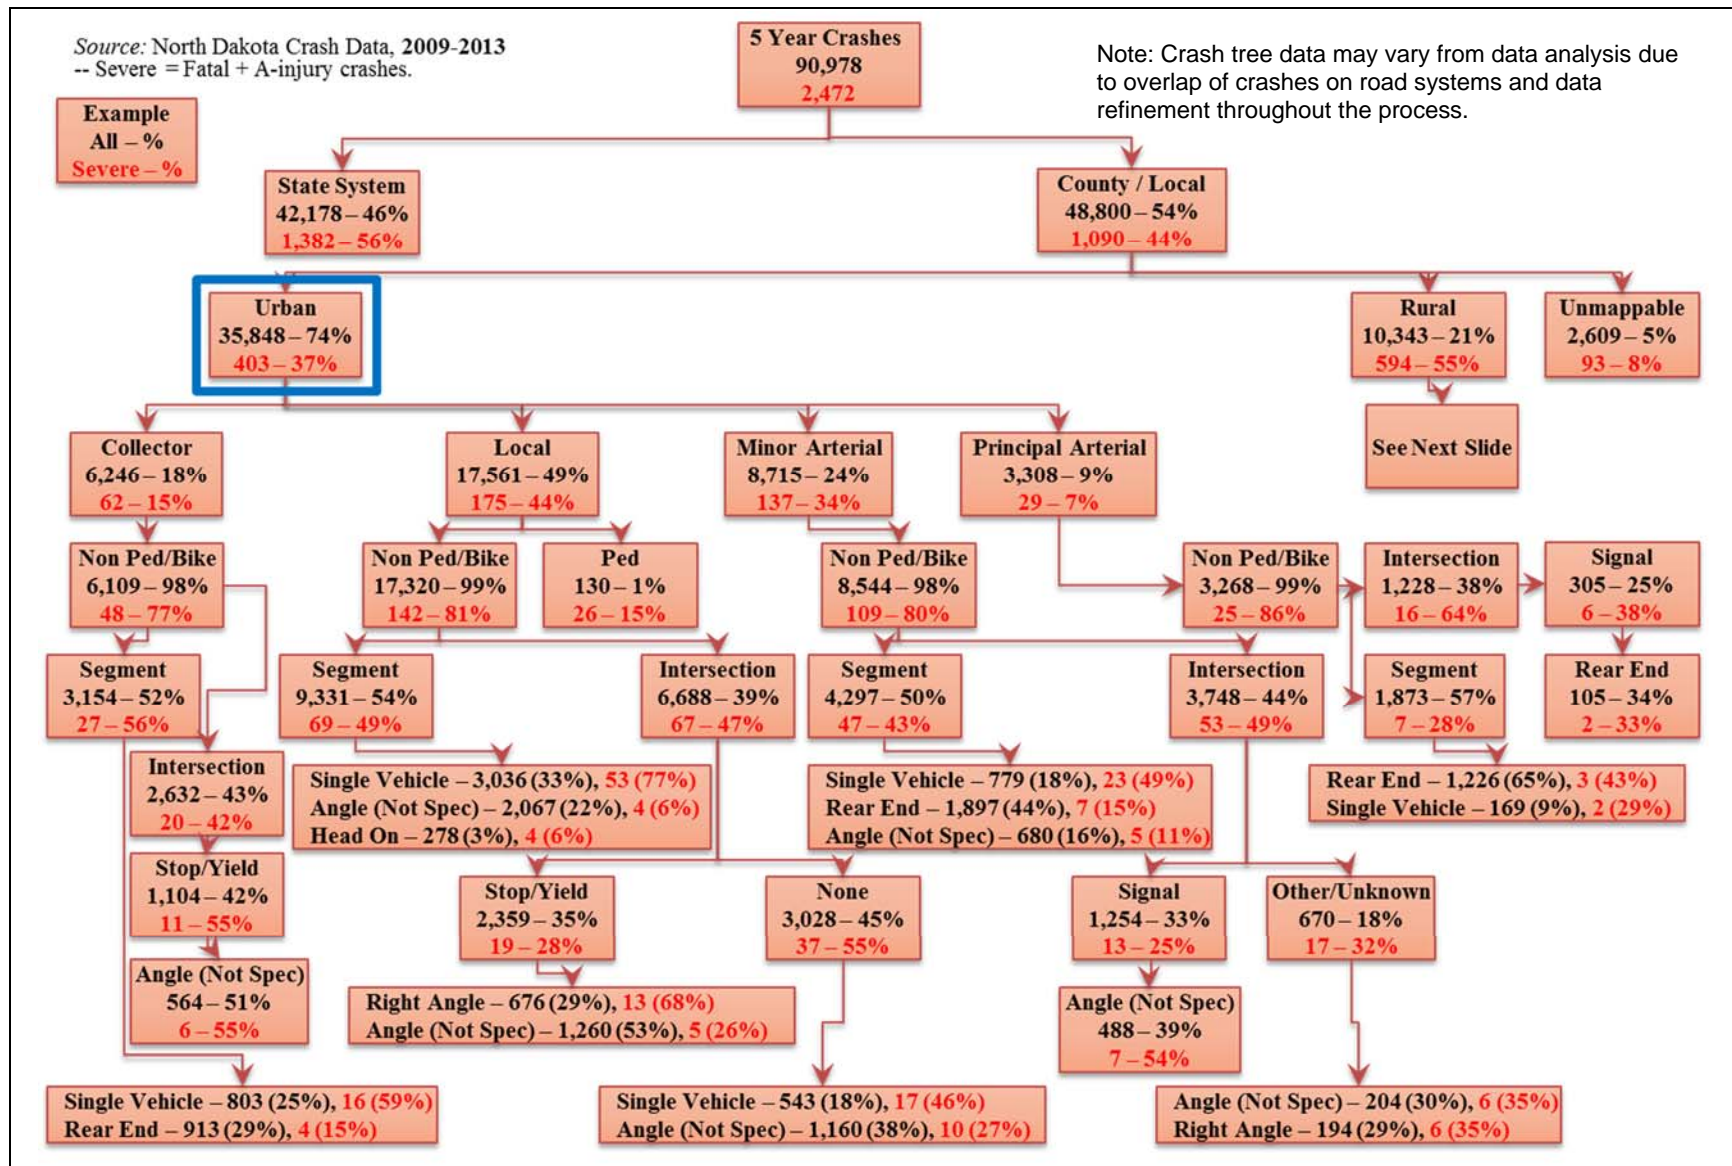 Source: North Dakota Crash Data, 2009-2013
-- Severe = Fatal + A-injury crashes.
5 Year Crashes
90,978
2,472
Note: Crash tree data may vary from data analysis due
to overlap of crashes on road systems and data
refinement throughout the process.
Example
All – %
Severe – %
State System
42,178 – 46%
1,382 – 56%
County / Local
48,800 – 54%
1,090 – 44%
Urban
35,848 – 74%
403 – 37%
Rural
10,343 – 21%
594 – 55%
Unmappable
2,609 – 5%
93 – 8%
Collector
6,246 – 18%
62 – 15%
Local
17,561 – 49%
175 – 44%
Minor Arterial
8,715 – 24%
137 – 34%
Principal Arterial
3,308 – 9%
29 – 7%
See Next Slide
Non Ped/Bike
6,109 – 98%
48 – 77%
Non Ped/Bike
17,320 – 99%
142 – 81%
Ped
130 – 1%
26 – 15%
Non Ped/Bike
8,544 – 98%
109 – 80%
Non Ped/Bike
3,268 – 99%
25 – 86%
Intersection
1,228 – 38%
16 – 64%
Signal
305 – 25%
6 – 38%
Segment
3,154 – 52%
27 – 56%
Segment
9,331 – 54%
69 – 49%
Intersection
6,688 – 39%
67 – 47%
Segment
4,297 – 50%
47 – 43%
Intersection
3,748 – 44%
53 – 49%
Segment
1,873 – 57%
7 – 28%
Rear End
105 – 34%
2 – 33%
Intersection
2,632 – 43%
20 – 42%
Single Vehicle – 3,036 (33%), 53 (77%)
Angle (Not Spec) – 2,067 (22%), 4 (6%)
Head On – 278 (3%), 4 (6%)
Single Vehicle – 779 (18%), 23 (49%)
Rear End – 1,897 (44%), 7 (15%)
Angle (Not Spec) – 680 (16%), 5 (11%)
Rear End – 1,226 (65%), 3 (43%)
Single Vehicle – 169 (9%), 2 (29%)
Stop/Yield
1,104 – 42%
11 – 55%
Stop/Yield
2,359 – 35%
19 – 28%
None
3,028 – 45%
37 – 55%
Signal
1,254 – 33%
13 – 25%
Other/Unknown
670 – 18%
17 – 32%
Angle (Not Spec)
564 – 51%
6 – 55%
Right Angle – 676 (29%), 13 (68%)
Angle (Not Spec) – 1,260 (53%), 5 (26%)
Angle (Not Spec)
488 – 39%
7 – 54%
Single Vehicle – 803 (25%), 16 (59%)
Rear End – 913 (29%), 4 (15%)
Single Vehicle – 543 (18%), 17 (46%)
Angle (Not Spec) – 1,160 (38%), 10 (27%)
Angle (Not Spec) – 204 (30%), 6 (35%)
Right Angle – 194 (29%), 6 (35%)